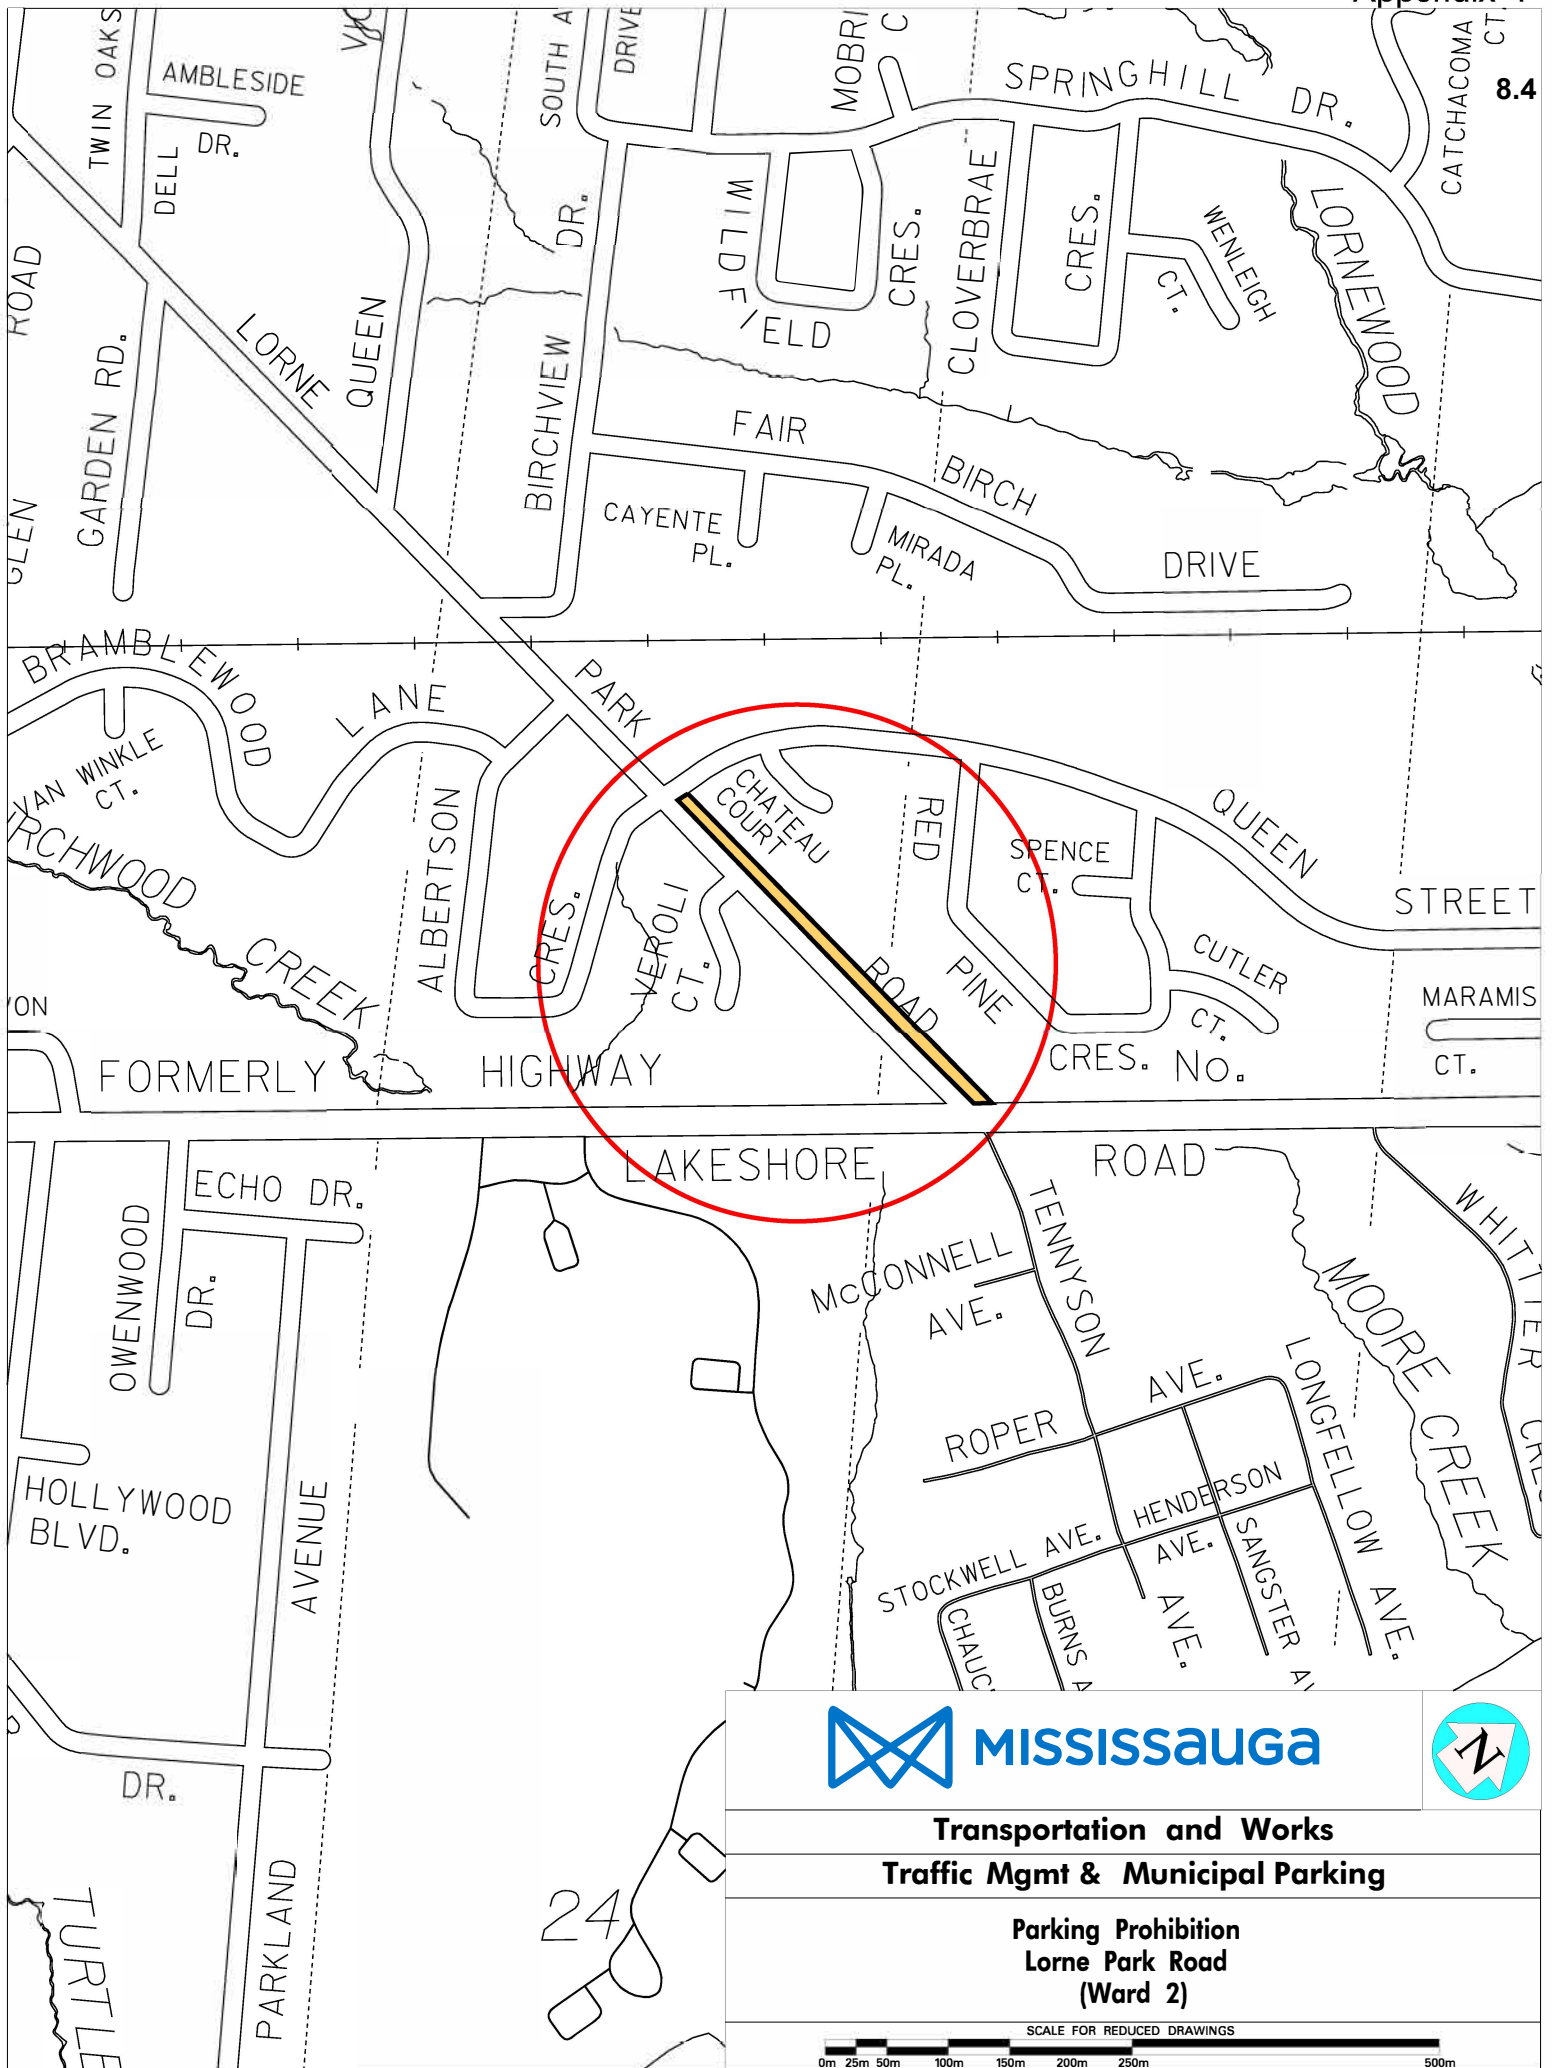 8.4
TWIN OAKS
DELL
AMBLESIDE
DR.
SOUTH
DRIVE
SPRINGHILL DR.
CATCHACOMA
CT.
WILDFIELD
CRES.
CLOVERBRAE
CRES.
WENLEIGH
CT.
LORNEWOOD
ROAD
GARDEN RD.
LORNE
QUEEN
BIRCHVIEW
DR.
FAIR
BIRCH
DRIVE
CAYENTE
PL.
MIRADA
PL.
BRAMBLEWOOD
LANE
VAN WINKLE
CT.
PARK
CHATEAU
COURT
RED
PINE
CRES.
SPENCE
CT.
QUEEN
STREET
CUTLER
CT.
MARAMIS
CT.
CREEK
ALBERTSON
CRES.
VEROLI
CT.
ROAD
FORMERLY
HIGHWAY
No.
LAKESHORE
ROAD
ECHO DR.
OWENWOOD
DR.
TENNYSON
McCONNELL
AVE.
MOORE
CREEK
WHITTIER
ROPER
AVE.
LONGFELLOW
AVE.
HENDERSON
AVE.
STOCKWELL AVE.
SANGSTER
BURNS
AVE.
HOLLYWOOD
BLVD.
AVENUE
DR.
PARKLAND
24
MISSISSauGa
N
Transportation and Works
Traffic Mgmt & Municipal Parking
Parking Prohibition
Lorne Park Road
(Ward 2)
SCALE FOR REDUCED DRAWINGS
0m 25m 50m 100m 150m 200m 250m 500m